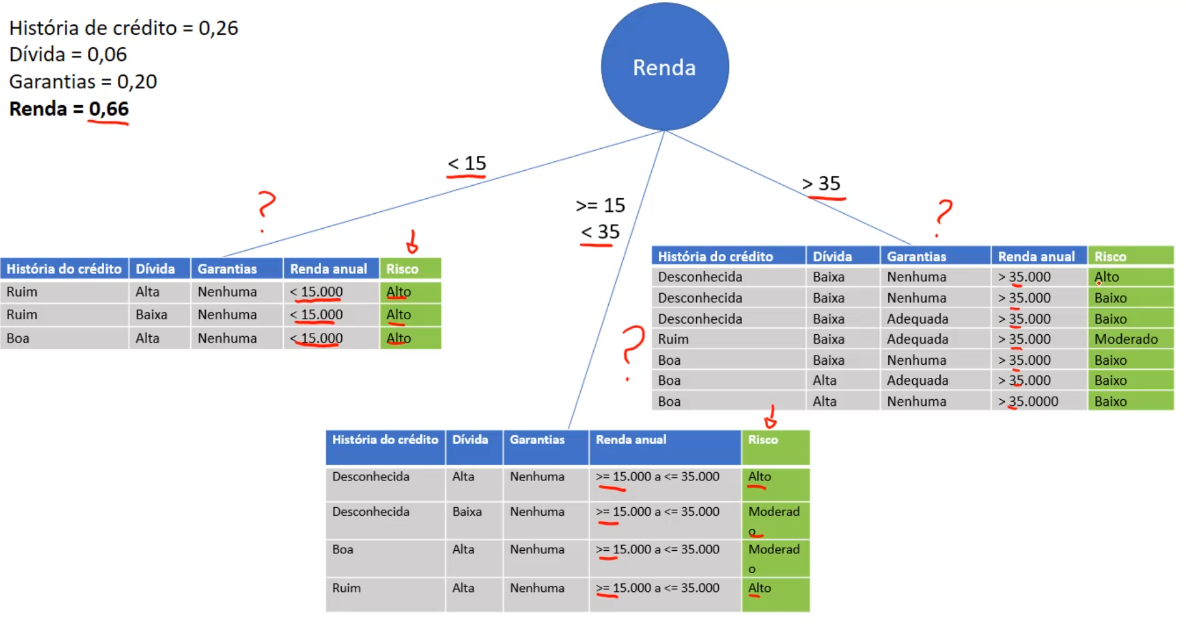 História de crédito = 0,26
Dívida = 0,06
Garantias = 0,20
Renda = 0,66
Renda
< 15
>= 15
< 35
> 35
?
?
?
História do crédito Dívida Garantias Renda anual Risco
Ruim Alta Nenhuma < 15.000 Alto
Ruim Baixa Nenhuma < 15.000 Alto
Boa Alta Nenhuma < 15.000 Alto
História do crédito Dívida Garantias Renda anual Risco
Desconhecida Baixa Nenhuma > 35.000 Alto
Desconhecida Baixa Nenhuma > 35.000 Baixo
Desconhecida Baixa Adequada > 35.000 Baixo
Ruim Baixa Adequada > 35.000 Moderado
Boa Baixa Nenhuma > 35.000 Baixo
Boa Alta Adequada > 35.000 Baixo
Boa Alta Nenhuma > 35.0000 Baixo
História do crédito Dívida Garantias Renda anual Risco
Desconhecida Alta Nenhuma >= 15.000 a <= 35.000 Alto
Desconhecida Baixa Nenhuma >= 15.000 a <= 35.000 Moderad
o
Boa Alta Nenhuma >= 15.000 a <= 35.000 Moderad
o
Ruim Alta Nenhuma >= 15.000 a <= 35.000 Alto